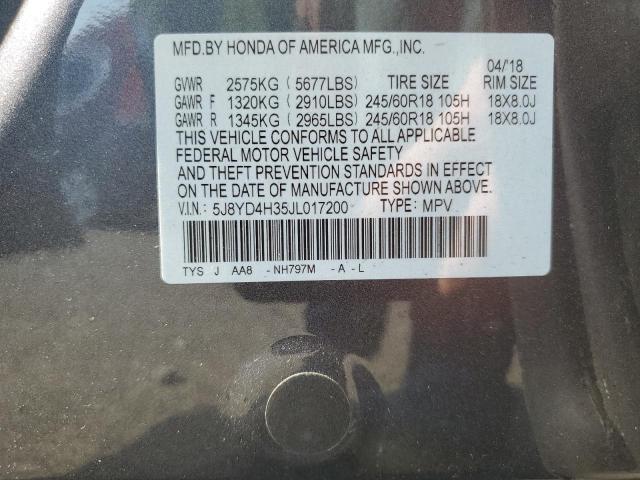 MFD.BY HONDA OF AMERICA MFG.,INC.
04/'18
GVWR 2575KG (5677LBS) TIRE SIZE RIM SIZE
GAWR F 1320KG (2910LBS) 245/60R18 105H 18X8.0J
GAWR R 1345KG (2965LBS) 245/60R18 105H 18X8.0J
THIS VEHICLE CONFORMS TO ALL APPLICABLE
FEDERAL MOTOR VEHICLE SAFETY
AND THEFT PREVENTION STANDARDS IN EFFECT
ON THE DATE OF MANUFACTURE SHOWN ABOVE.
V.I.N.: 5J8YD4H35JL017200 TYPE: MPV
TYS J AA8 -NH797M -A -L